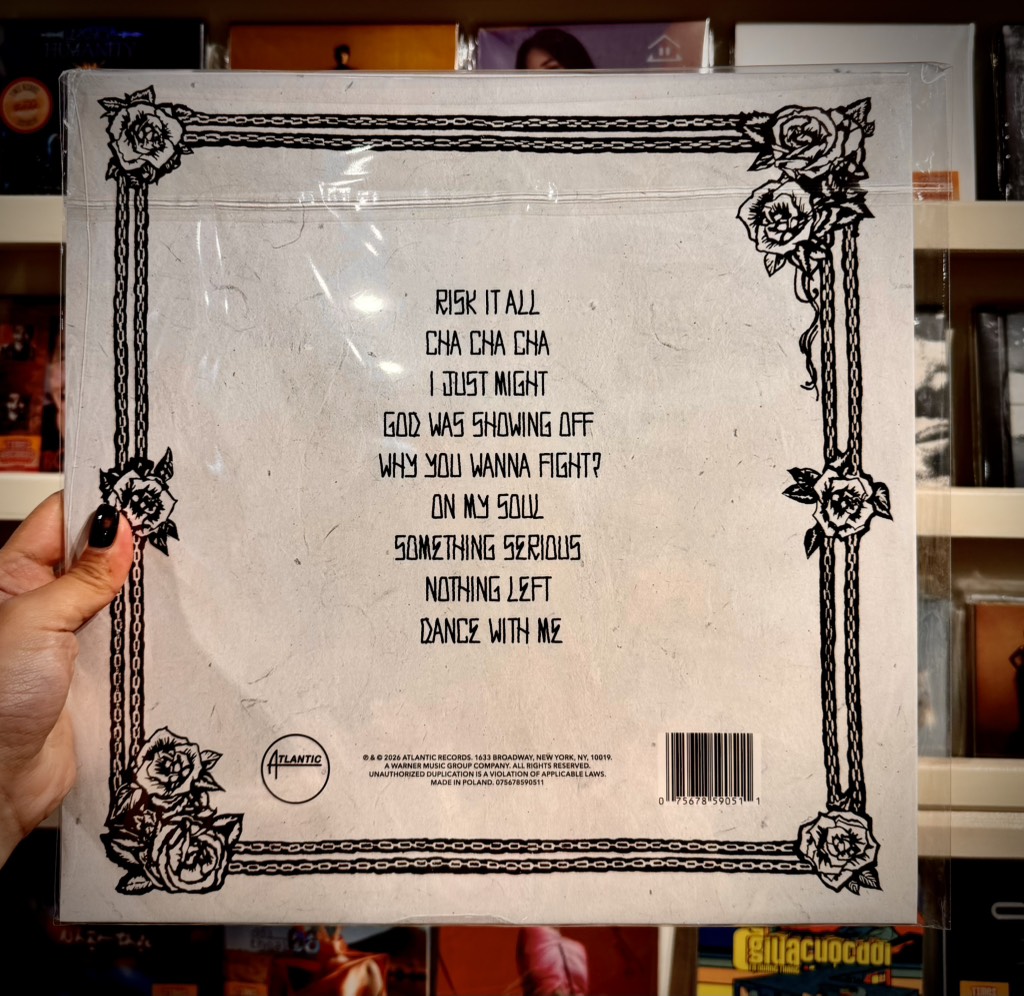 HUMANITY
RISK IT ALL
CHA CHA CHA
I JUST MIGHT
GOD WAS SHOWING OFF
WHY YOU WANNA FIGHT?
ON MY SOUL
SOMETHING SERIOUS
NOTHING LEFT
DANCE WITH ME
ATLANTIC
℗ & © 2026 ATLANTIC RECORDS. 1633 BROADWAY, NEW YORK, NY, 10019.
A WARNER MUSIC GROUP COMPANY. ALL RIGHTS RESERVED.
UNAUTHORIZED DUPLICATION IS A VIOLATION OF APPLICABLE LAWS.
MADE IN POLAND. 075678590511
0 75678 59051 1
giữacuộcđời